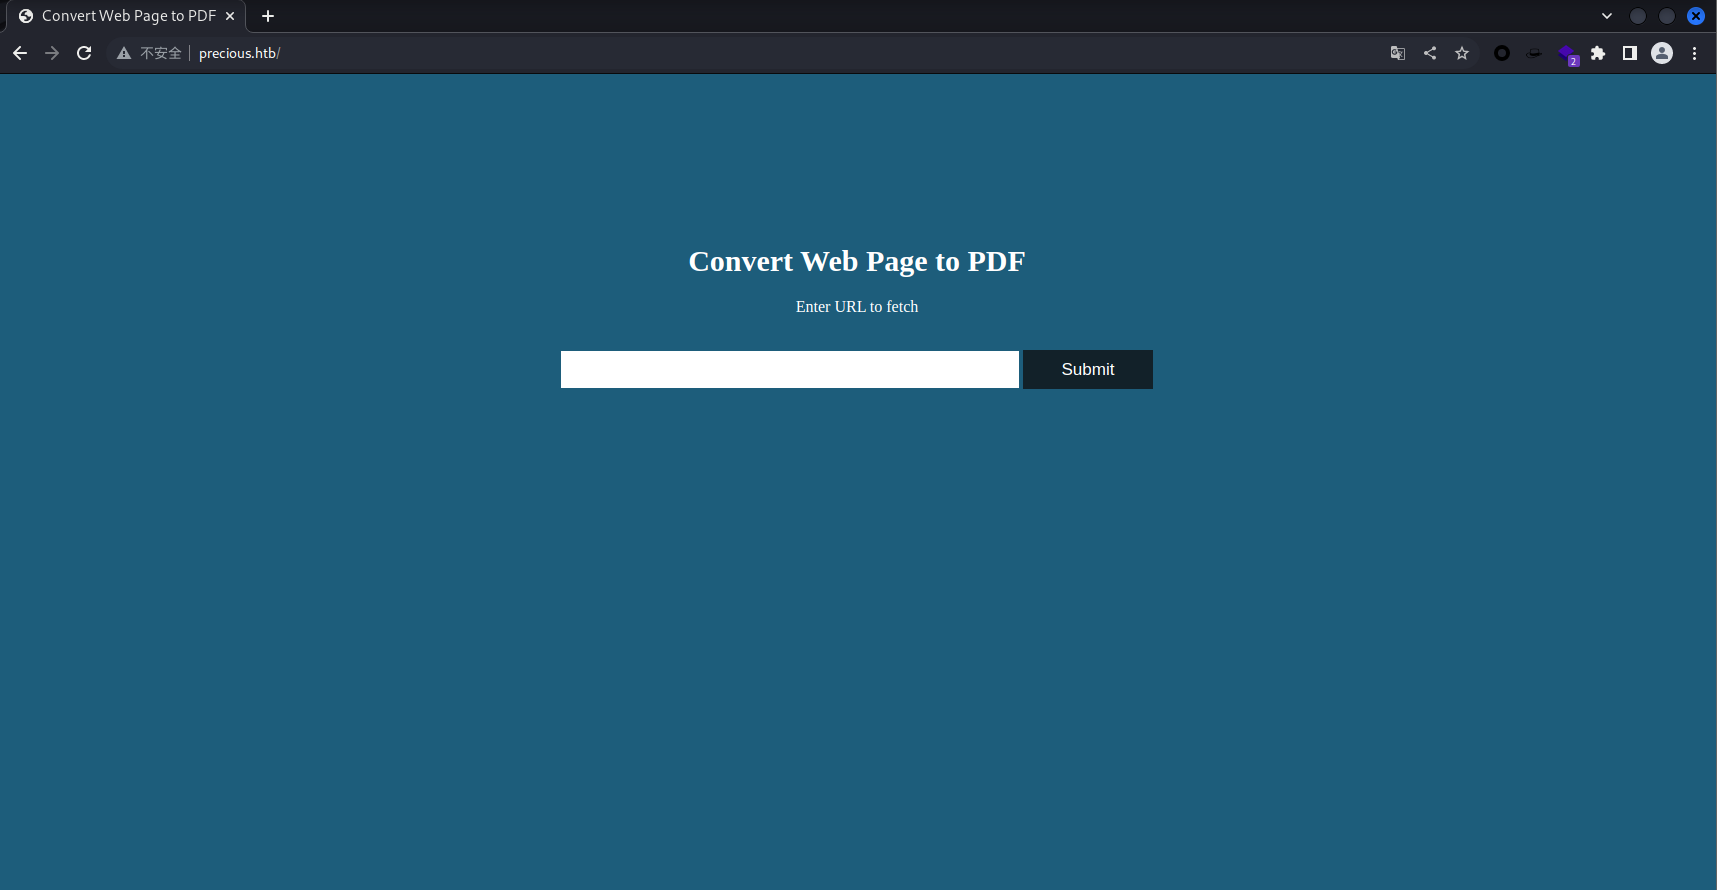 Convert Web Page to PDF
不安全 precious.htb/
2
Convert Web Page to PDF
Enter URL to fetch
Submit